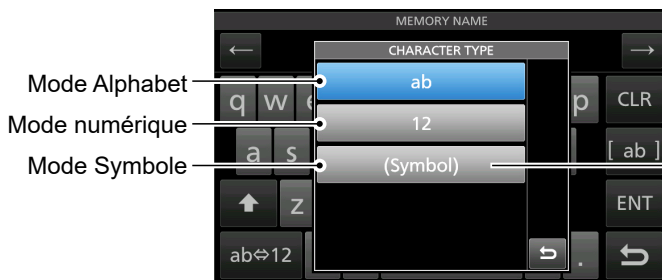 MEMORY NAME
CHARACTER TYPE
Mode Alphabet
ab
q w e p CLR
Mode numérique
12
a s [ ab ]
Mode Symbole
(Symbol)
z ENT
ab⇔12 .